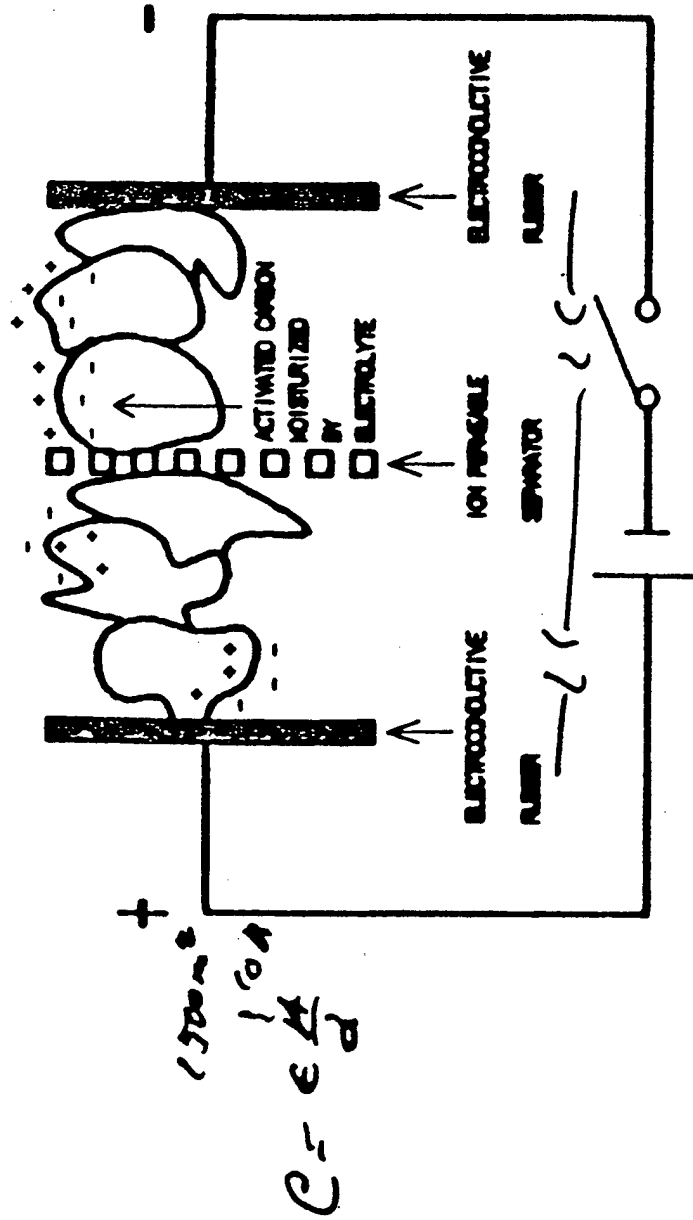 +
-
ACTIVATED CARBON
MOISTURIZED
BY
ELECTROLYTE
ELECTROCONDUCTIVE
RUBBER
ION PERMEABLE
SEPARATOR
ELECTROCONDUCTIVE
RUBBER
C = ε A/d